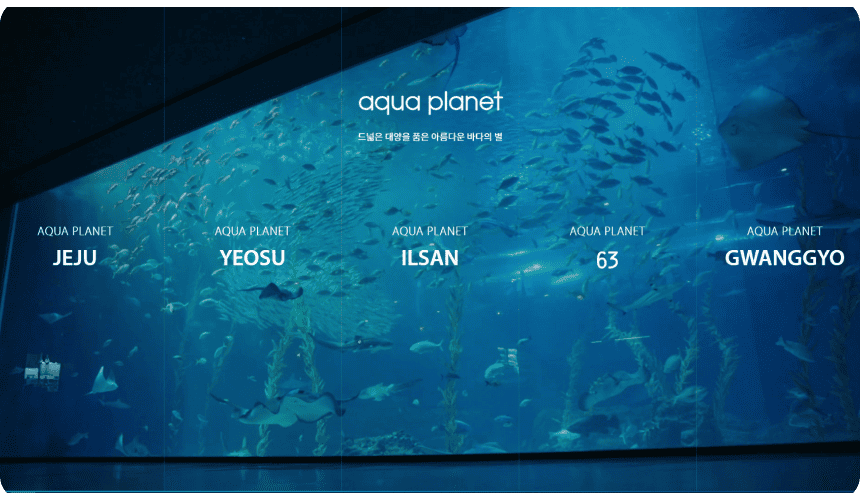 aqua planet
드넓은 대양을 품은 아름다운 바다의 별
AQUA PLANET
JEJU
AQUA PLANET
YEOSU
AQUA PLANET
ILSAN
AQUA PLANET
63
AQUA PLANET
GWANGGYO